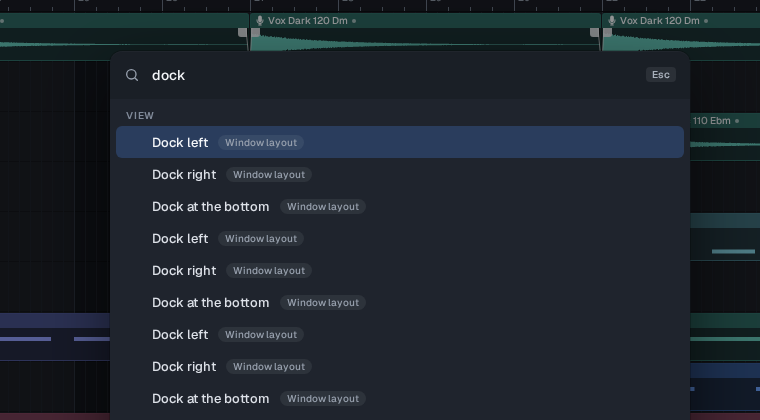 Vox Dark 120 Dm
Vox Dark 120 Dm
dock
Esc
VIEW
Dock left Window layout
110 Ebm
Dock right Window layout
Dock at the bottom Window layout
Dock left Window layout
Dock right Window layout
Dock at the bottom Window layout
Dock left Window layout
Dock right Window layout
Dock at the bottom Window layout